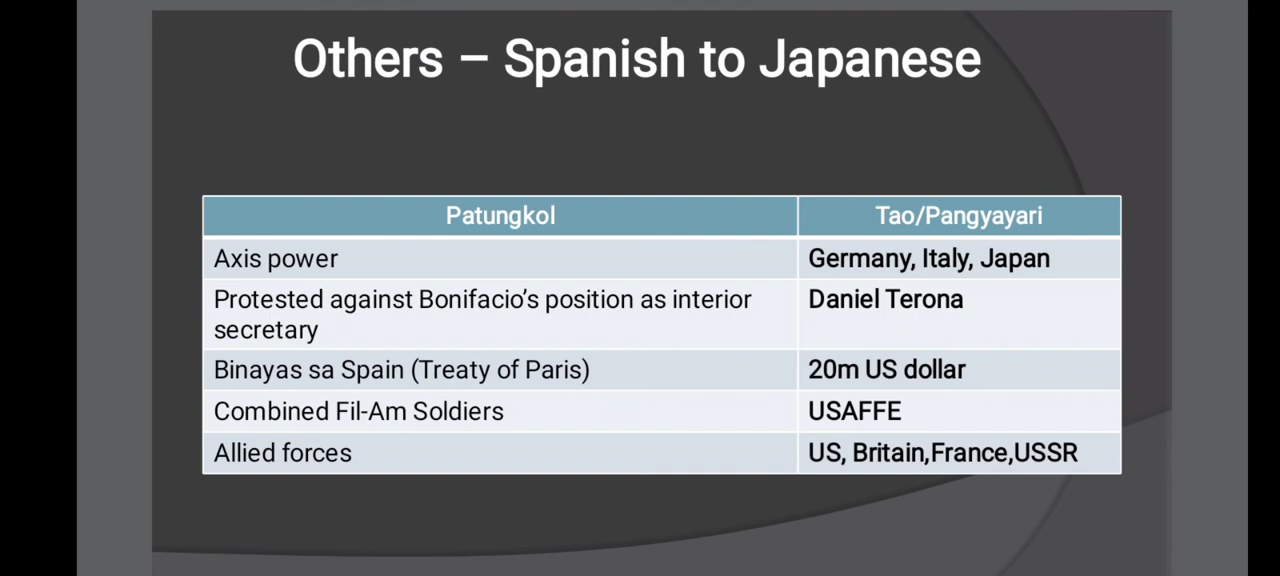 Others – Spanish to Japanese
Patungkol
Tao/Pangyayari
Axis power
Germany, Italy, Japan
Protested against Bonifacio's position as interior
secretary
Daniel Terona
Binayas sa Spain (Treaty of Paris)
20m US dollar
Combined Fil-Am Soldiers
USAFFE
Allied forces
US, Britain,France,USSR